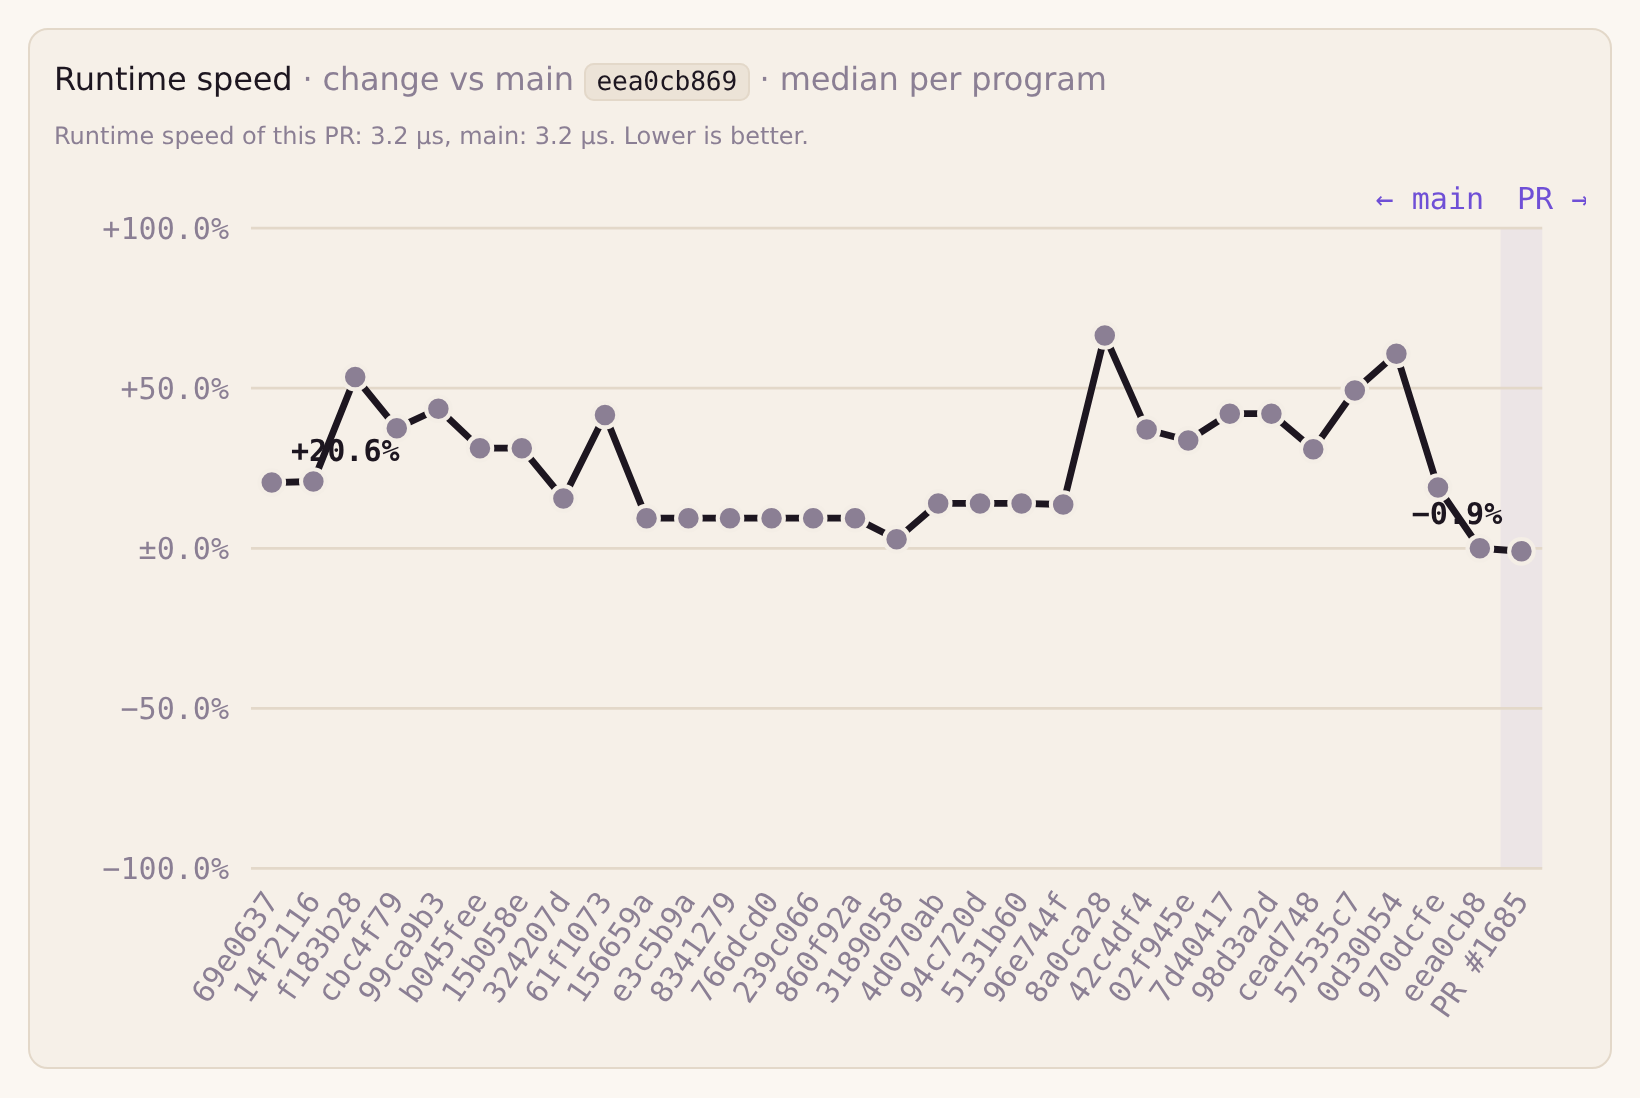 Runtime speed · change vs main eea0cb869 · median per program
Runtime speed of this PR: 3.2 µs, main: 3.2 µs. Lower is better.
← main PR →
+100.0%
+50.0%
+20.6%
−0.9%
±0.0%
−50.0%
−100.0%
69e0637
14f2116
f183b28
cbc4f79
99ca9b3
b045fee
15b058e
324207d
61f1073
156659a
e3c5b9a
8341279
766dcd0
239c066
860f92a
3189058
4d070ab
94c720d
5131b60
96e744f
8a0ca28
42c4df4
02f945e
7d40417
98d3a2d
cead748
57535c7
0d30b54
970dcfe
eea0cb8
PR #1685